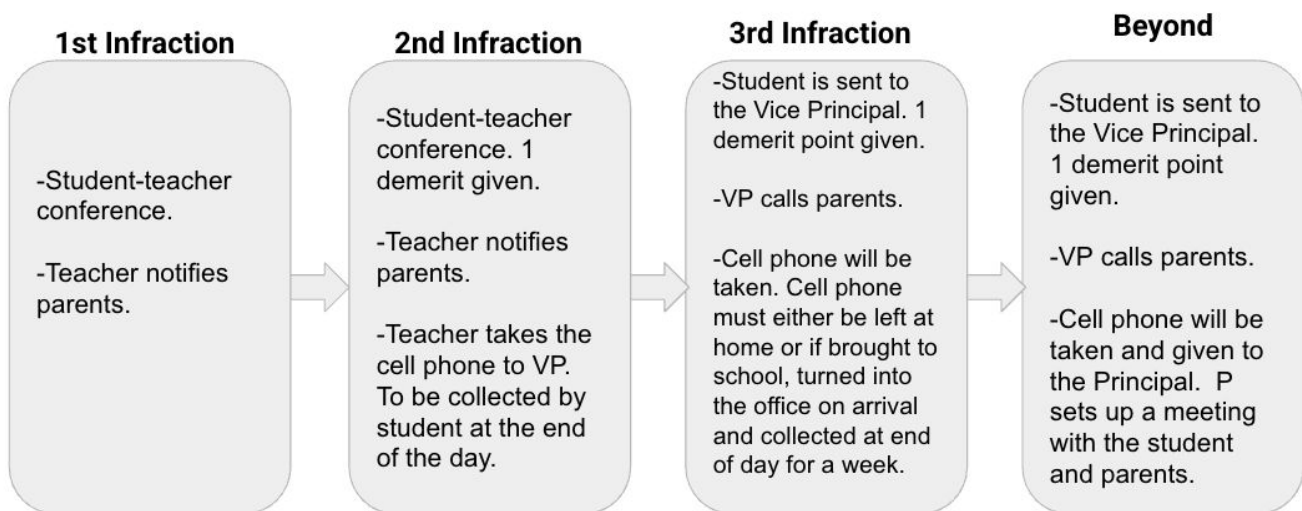 1st Infraction
-Student-teacher
conference.
-Teacher notifies
parents.
2nd Infraction
-Student-teacher
conference. 1
demerit given.
-Teacher notifies
parents.
-Teacher takes the
cell phone to VP.
To be collected by
student at the end
of the day.
3rd Infraction
-Student is sent to
the Vice Principal. 1
demerit point given.
-VP calls parents.
-Cell phone will be
taken. Cell phone
must either be left at
home or if brought to
school, turned into
the office on arrival
and collected at end
of day for a week.
Beyond
-Student is sent to
the Vice Principal.
1 demerit point
given.
-VP calls parents.
-Cell phone will be
taken and given to
the Principal.  P
sets up a meeting
with the student
and parents.